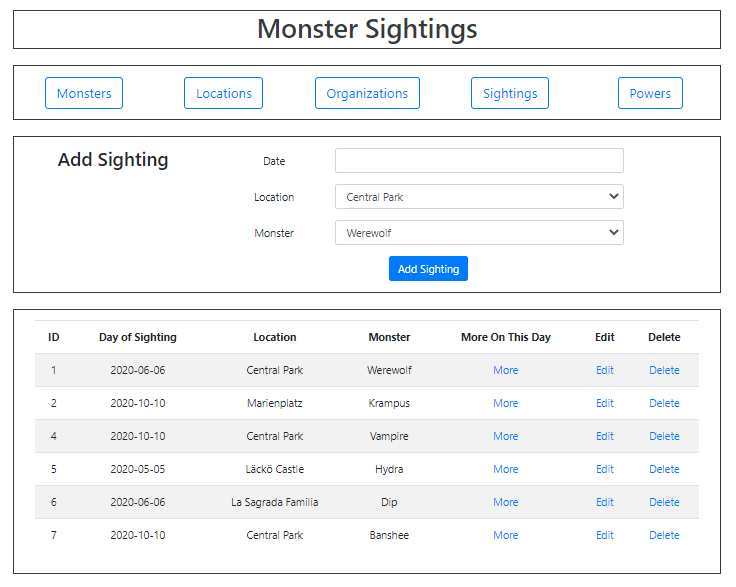 Monster Sightings
Monsters Locations Organizations Sightings Powers
Add Sighting Date
Location Central Park
Monster Werewolf
Add Sighting
ID Day of Sighting Location Monster More On This Day Edit Delete
1 2020-06-06 Central Park Werewolf More Edit Delete
2 2020-10-10 Marienplatz Krampus More Edit Delete
4 2020-10-10 Central Park Vampire More Edit Delete
5 2020-05-05 Läckö Castle Hydra More Edit Delete
6 2020-06-06 La Sagrada Familia Dip More Edit Delete
7 2020-10-10 Central Park Banshee More Edit Delete